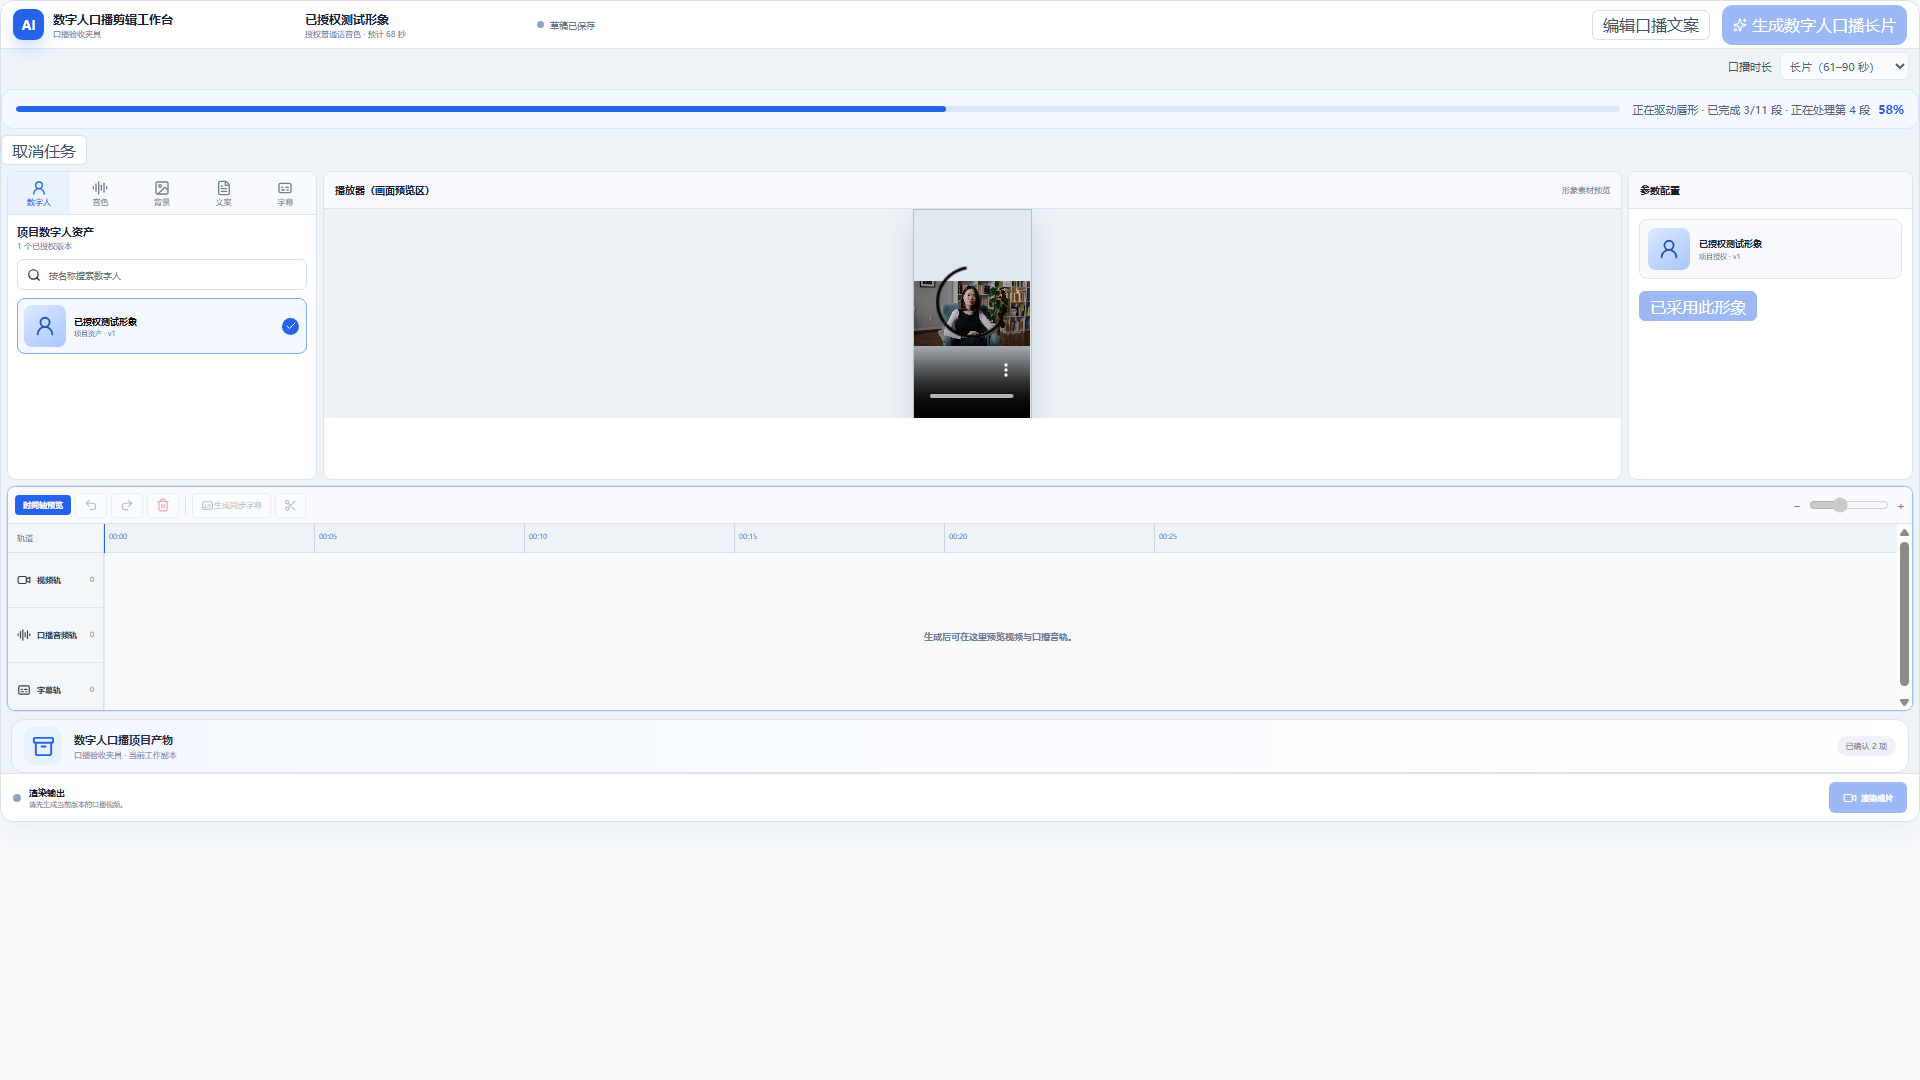 AI
数字人口播剪辑工作台
口播验收夹具
已授权测试形象
授权普通话音色 · 预计 68 秒
草稿已保存
编辑口播文案
生成数字人口播长片
口播时长
长片（61–90 秒）
正在驱动唇形 · 已完成 3/11 段 · 正在处理第 4 段 58%
取消任务
数字人
音色
背景
文案
字幕
项目数字人资产
1 个已授权版本
按名称搜索数字人
已授权测试形象
项目资产 · v1
播放器（画面预览区）
形象素材预览
参数配置
已授权测试形象
项目授权 · v1
已采用此形象
时间轴预览
生成同步字幕
−
+
轨道
00:00
00:05
00:10
00:15
00:20
00:25
视频轨 0
口播音频轨 0
字幕轨 0
生成后可在这里预览视频与口播音轨。
数字人口播项目产物
口播验收夹具 · 当前工作副本
已确认 2 项
渲染输出
请先生成当前版本的口播视频。
渲染成片